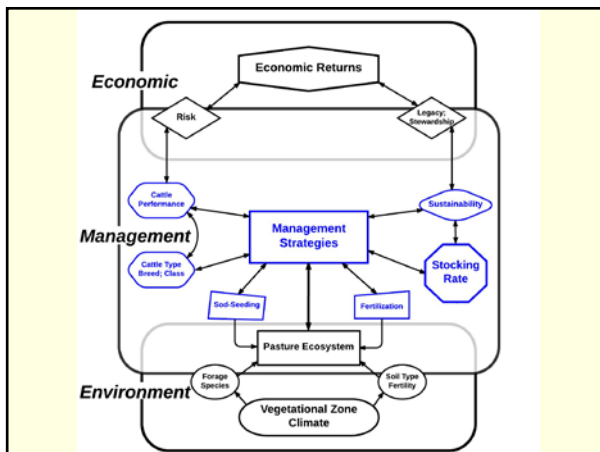 Economic Returns
Economic
Risk
Legacy;
Stewardship
Cattle
Performance
Sustainability
Management
Strategies
Management
Cattle Type
Breed; Class
Stocking
Rate
Sod-Seeding
Fertilization
Pasture Ecosystem
Forage
Species
Soil Type
Fertility
Environment
Vegetational Zone
Climate